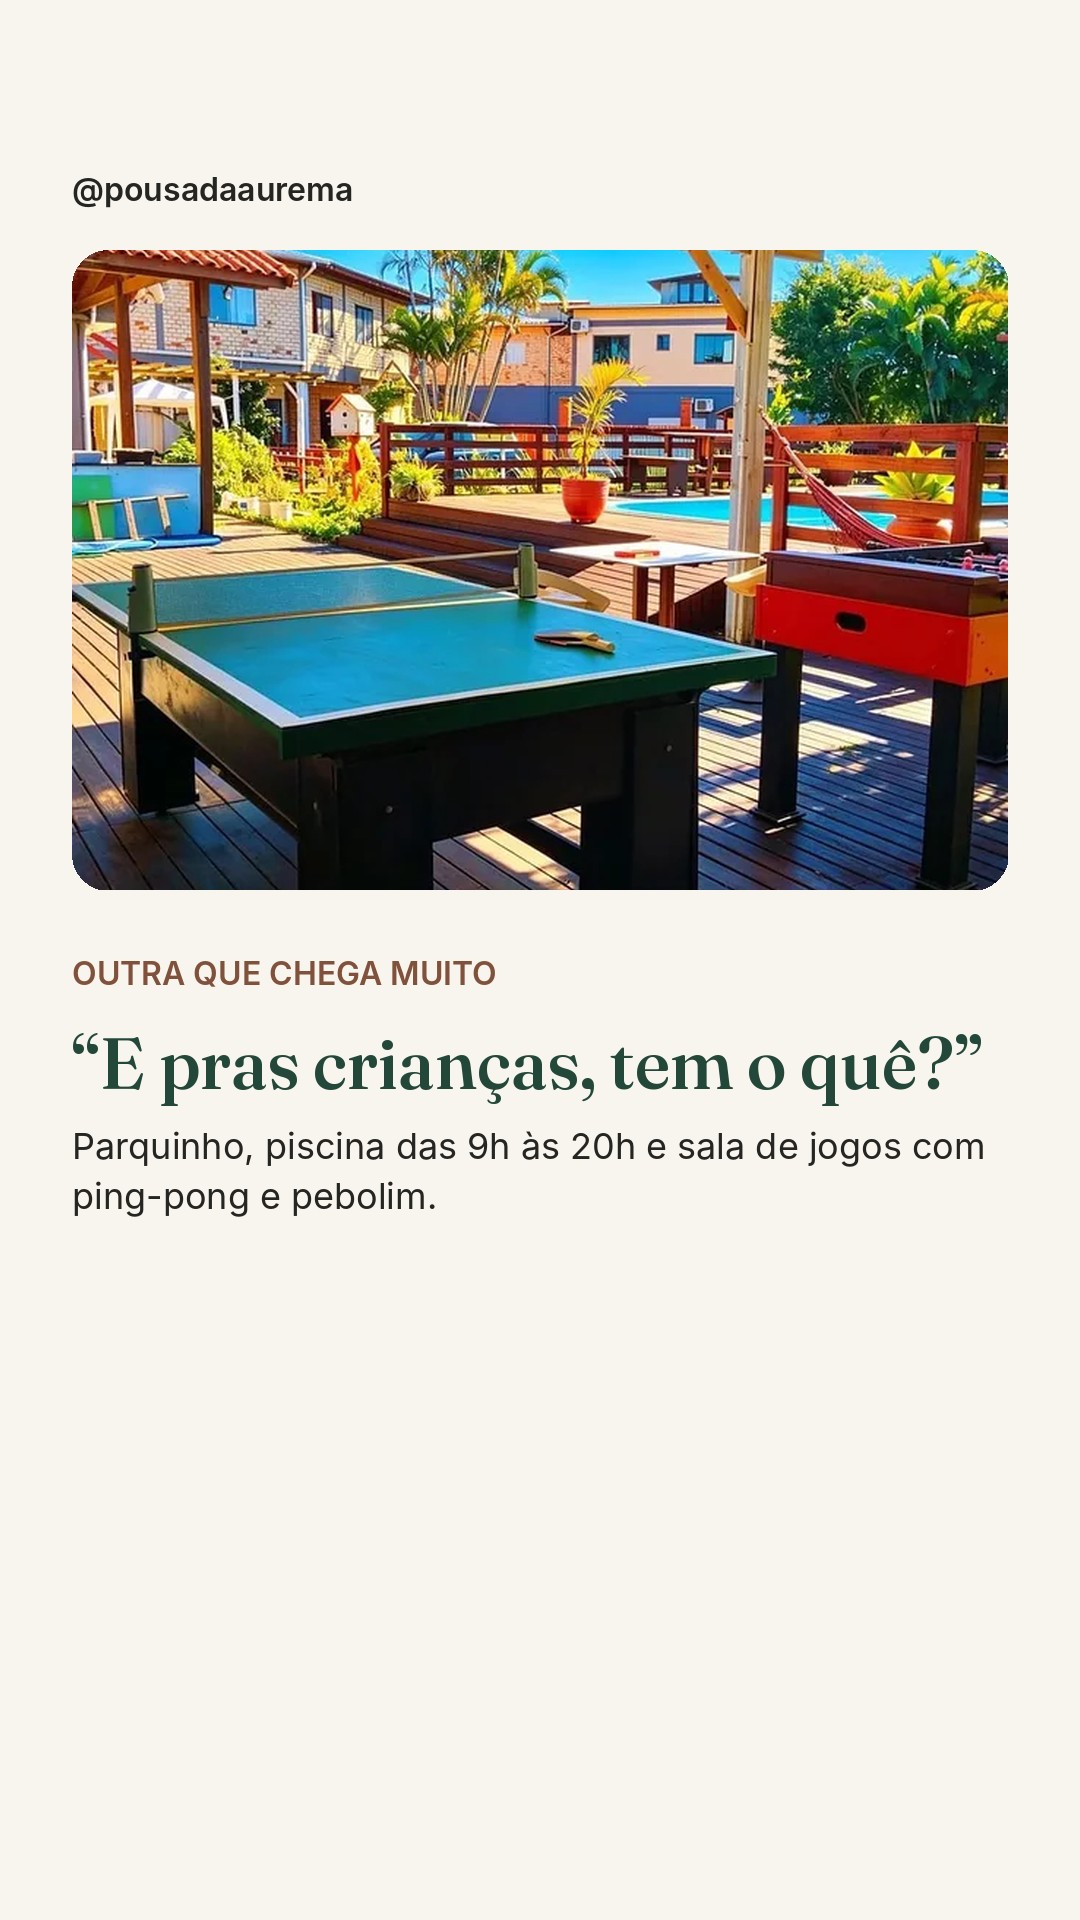 @pousadaaurema
OUTRA QUE CHEGA MUITO
“E pras crianças, tem o quê?”
Parquinho, piscina das 9h às 20h e sala de jogos com
ping-pong e pebolim.